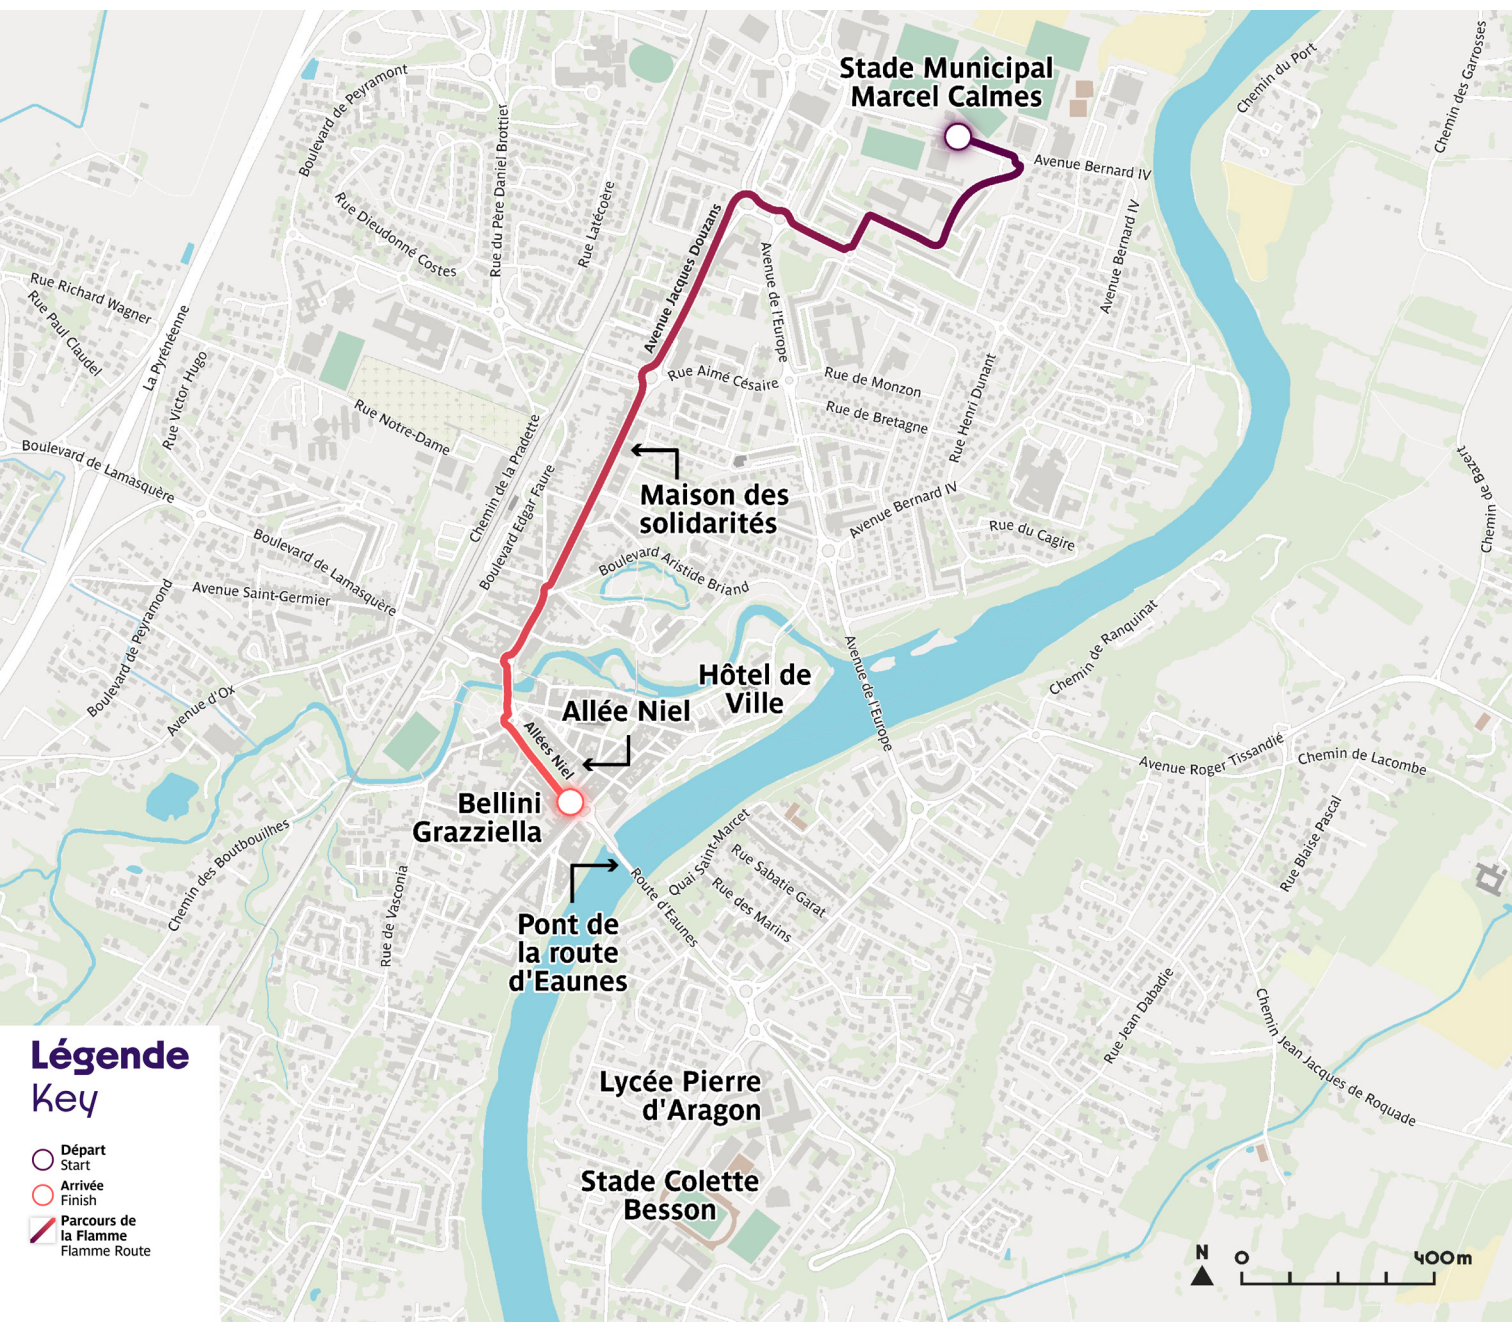 Stade Municipal
Marcel Calmes
Chemin du Port
Chemin des Garrosses
Boulevard de Peyramont
Rue du Père Daniel Brottier
Avenue Bernard IV
Rue Latécoère
Rue Dieudonné Costes
Avenue Jacques Douzans
Avenue Bernard IV
Avenue de l'Europe
Rue Richard Wagner
Rue Paul Claudel
La Pyrénéenne
Rue Victor Hugo
Rue Aimé Césaire
Rue de Monzon
Rue de Bretagne
Rue Henri Dunant
Rue Notre-Dame
Chemin de la Pradette
Boulevard Edgar Faure
Boulevard de Lamasquère
Maison des
solidarités
Avenue Bernard IV
Rue du Cagire
Chemin de Bazert
Boulevard de Lamasquère
Boulevard Aristide Briand
Avenue Saint-Germier
Boulevard de Peyramond
Avenue d'Ox
Chemin de Ranquinat
Avenue de l'Europe
Hôtel de
Ville
Allée Niel
Allées Niel
Avenue Roger Tissandié
Chemin de Lacombe
Bellini
Grazziella
Quai Saint-Marcet
Rue Sabatie Garat
Rue des Marins
Route d'Eaunes
Rue Blaise Pascal
Chemin des Boutbouilhes
Rue de Vasconia
Pont de
la route
d'Eaunes
Rue Jean Dabadie
Chemin Jean Jacques de Roquade
Lycée Pierre
d'Aragon
Stade Colette
Besson
Légende
Key
Départ
Start
Arrivée
Finish
Parcours de
la Flamme
Flamme Route
N
0
400m